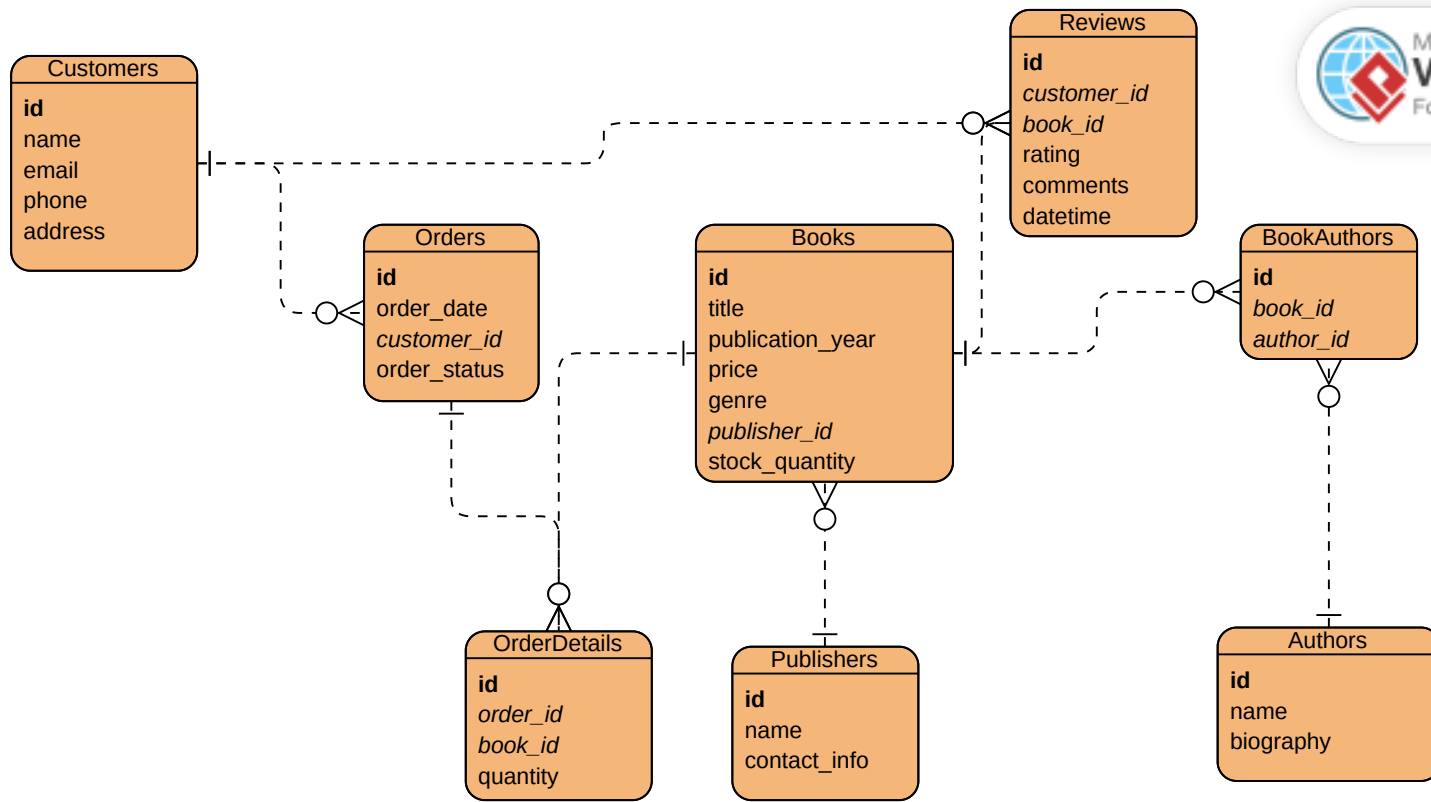 Customers
id
name
email
phone
address
Reviews
id
customer_id
book_id
rating
comments
datetime
Orders
id
order_date
customer_id
order_status
Books
id
title
publication_year
price
genre
publisher_id
stock_quantity
BookAuthors
id
book_id
author_id
OrderDetails
id
order_id
book_id
quantity
Publishers
id
name
contact_info
Authors
id
name
biography